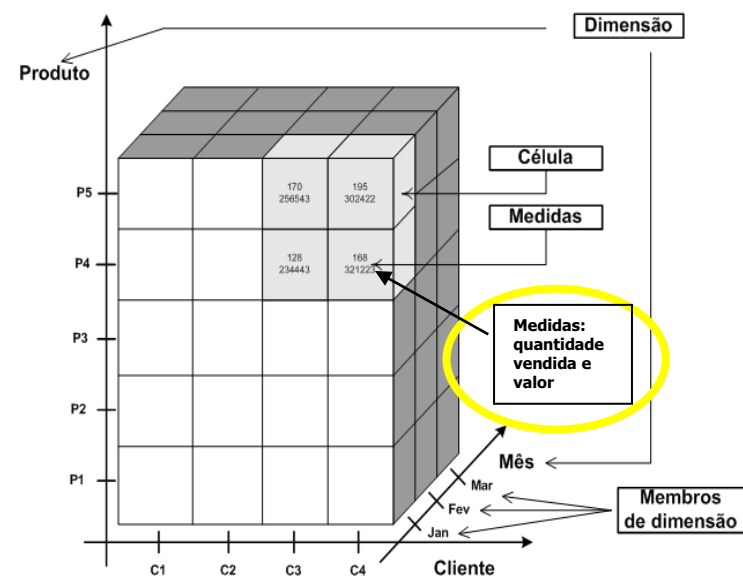 Dimensão
Produto
Célula
Medidas
P5
170
256543
195
302422
P4
128
234443
168
321223
Medidas:
quantidade
vendida e
valor
P3
P2
P1
Mês
Mar
Fev
Jan
Membros
de dimensão
C1
C2
C3
C4
Cliente